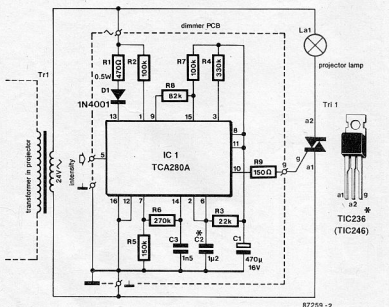 dimmer PCB
La1
projector lamp
R1
470Ω
0.5W
R2
100k
R7
100k
R4
330k
R8
82k
D1
1N4001
Tr1
transformer in projector
24V
intensity
13
1
9
15
3
5
IC 1
TCA280A
8
11
10
16
12
7
14
2
6
R9
150Ω
g
Tri 1
a2
a1
g
a1
a2
g
*
TIC236
(TIC246)
R6
270k
R3
22k
R5
150k
C3
1n5
*
C2
1µ2
C1
470µ
16V
87259 - 2